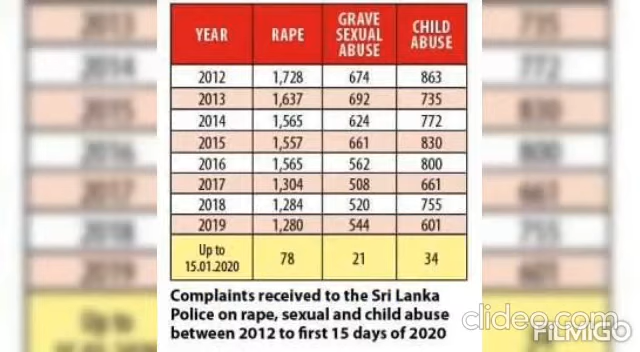 YEAR RAPE GRAVE SEXUAL ABUSE CHILD ABUSE
2012 1,728 674 863
2013 1,637 692 735
2014 1,565 624 772
2015 1,557 661 830
2016 1,565 562 800
2017 1,304 508 661
2018 1,284 520 755
2019 1,280 544 601
Up to 15.01.2020 78 21 34
Complaints received to the Sri Lanka
Police on rape, sexual and child abuse
between 2012 to first 15 days of 2020
clideo.com
FILMIGO